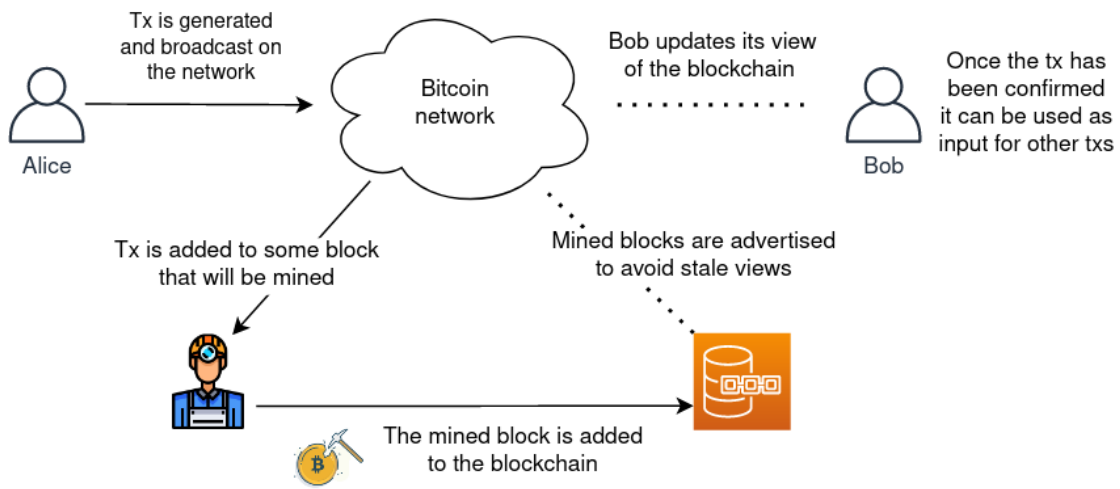 Tx is generated
and broadcast on
the network
Alice
Bitcoin
network
Bob updates its view
of the blockchain
Bob
Once the tx has
been confirmed
it can be used as
input for other txs
Tx is added to some block
that will be mined
Mined blocks are advertised
to avoid stale views
The mined block is added
to the blockchain